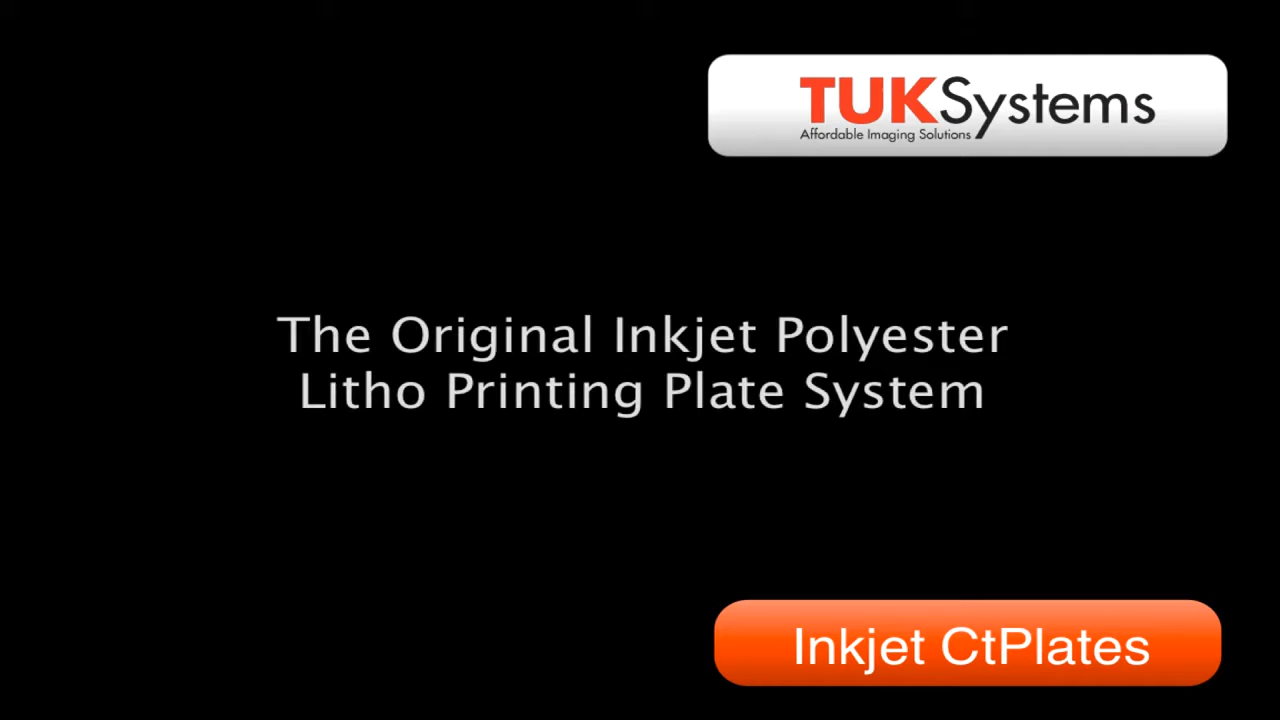 TUKSystems
Affordable Imaging Solutions
The Original Inkjet Polyester
Litho Printing Plate System
Inkjet CtPlates